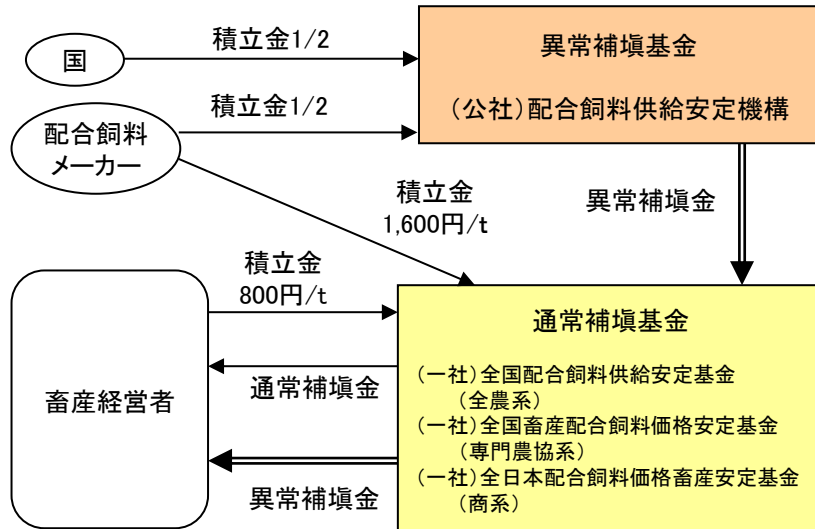 国
積立金1/2
異常補塡基金
(公社)配合飼料供給安定機構
配合飼料
メーカー
積立金1/2
積立金
1,600円/t
異常補塡金
積立金
800円/t
畜産経営者
通常補塡金
異常補塡金
通常補塡基金
(一社)全国配合飼料供給安定基金
(全農系)
(一社)全国畜産配合飼料価格安定基金
(専門農協系)
(一社)全日本配合飼料価格畜産安定基金
(商系)